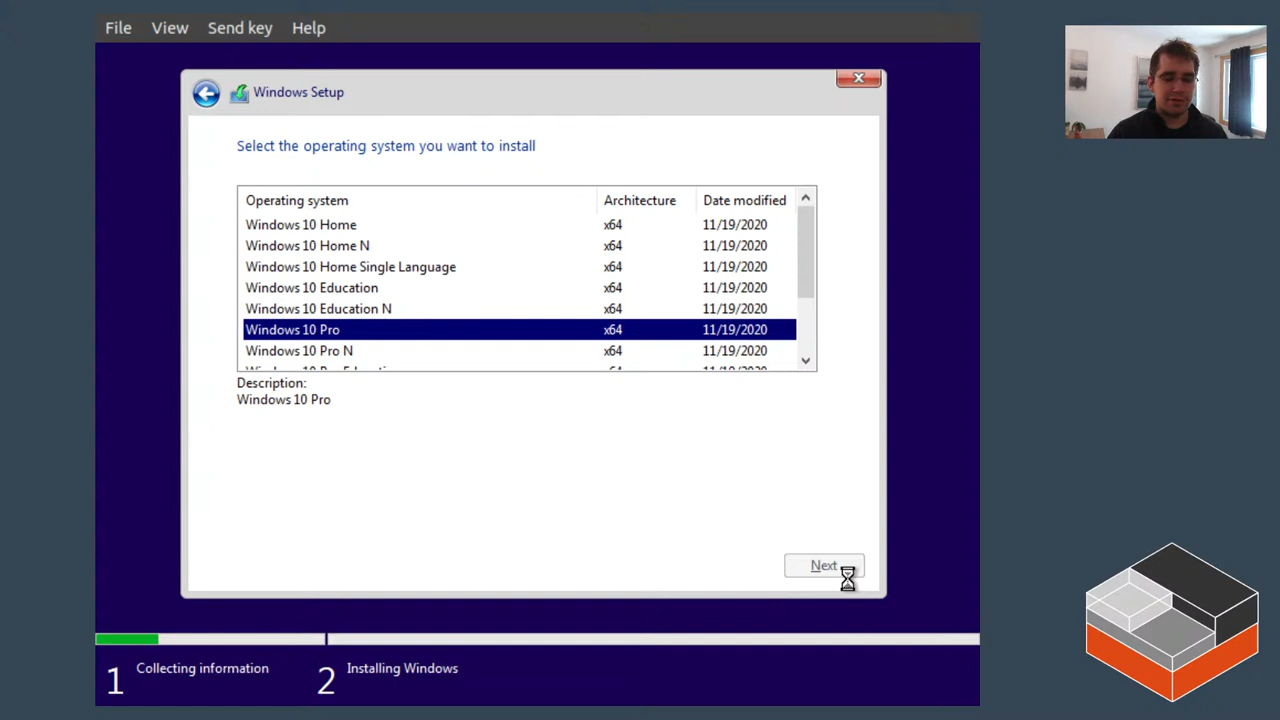 File View Send key Help
Windows Setup
Select the operating system you want to install
Operating system Architecture Date modified
Windows 10 Home x64 11/19/2020
Windows 10 Home N x64 11/19/2020
Windows 10 Home Single Language x64 11/19/2020
Windows 10 Education x64 11/19/2020
Windows 10 Education N x64 11/19/2020
Windows 10 Pro x64 11/19/2020
Windows 10 Pro N x64 11/19/2020
Description:
Windows 10 Pro
Next
1 Collecting information 2 Installing Windows